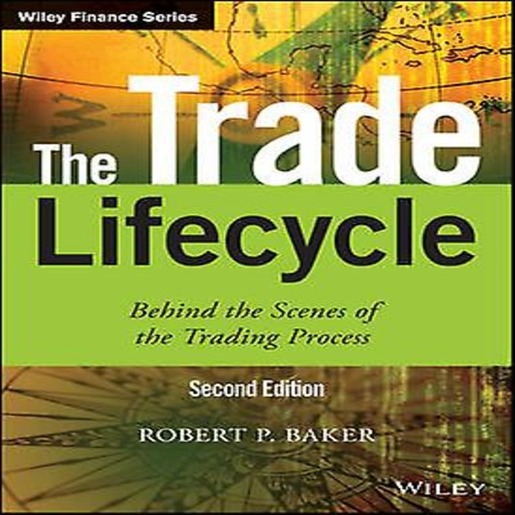 Wiley Finance Series
The Trade
Lifecycle
Behind the Scenes of
the Trading Process
Second Edition
ROBERT P. BAKER
WILEY